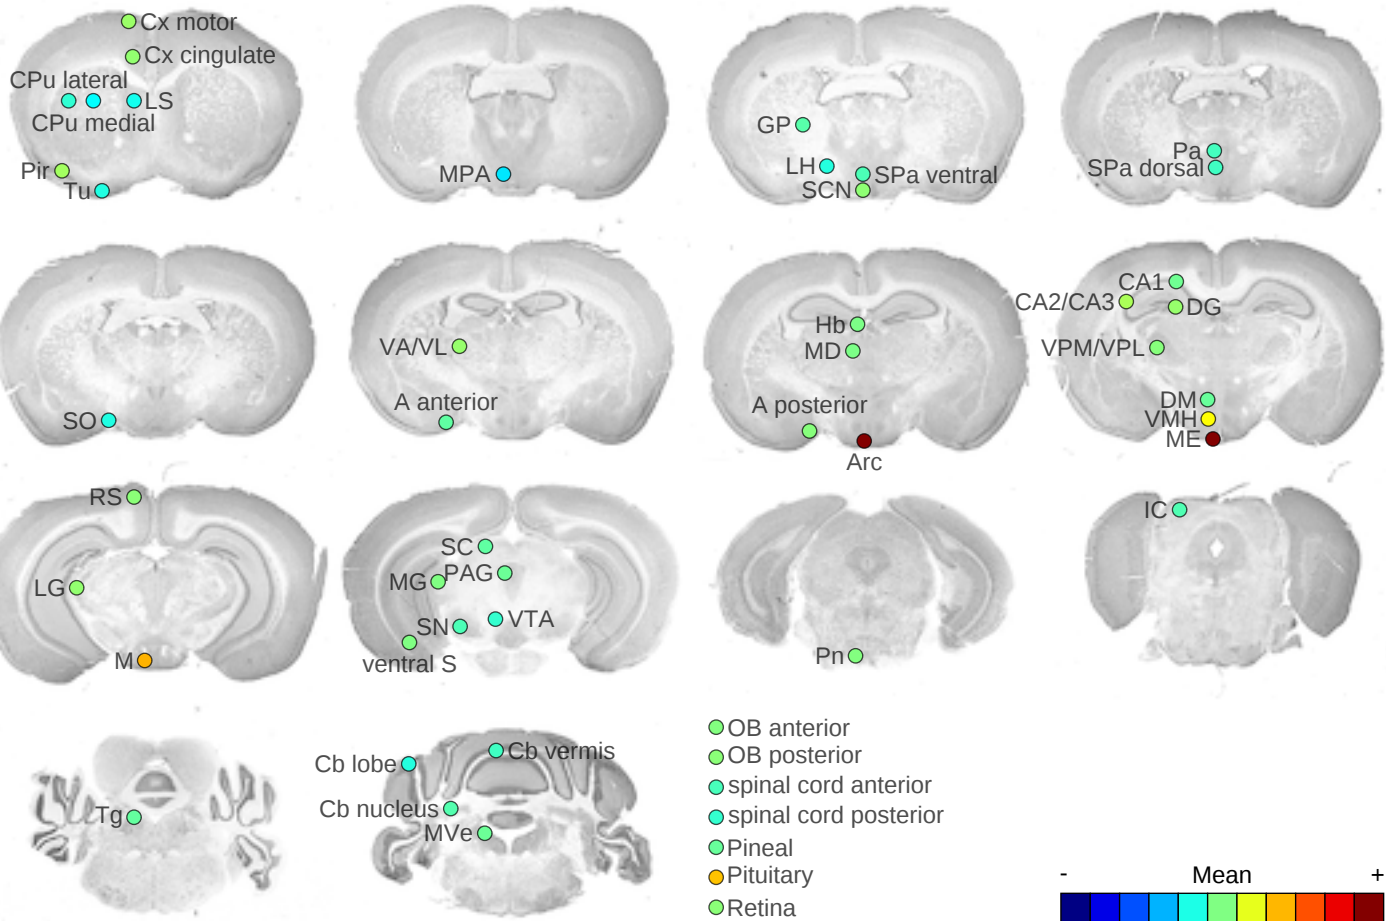 Cx motor
Cx cingulate
CPu lateral
LS
CPu medial
Pir
Tu
MPA
GP
LH
SPa ventral
SCN
Pa
SPa dorsal
SO
VA/VL
A anterior
Hb
MD
A posterior
Arc
CA1
CA2/CA3
DG
VPM/VPL
DM
VMH
ME
RS
LG
M
SC
MG
PAG
SN
VTA
ventral S
Pn
IC
Tg
Cb lobe
Cb vermis
Cb nucleus
MVe
OB anterior
OB posterior
spinal cord anterior
spinal cord posterior
Pineal
Pituitary
Retina
- Mean +